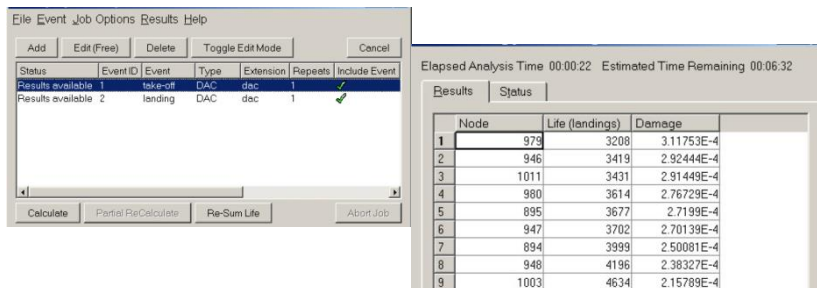 File Event Job Options Results Help
Add Edit (Free) Delete Toggle Edit Mode Cancel
Status Event ID Event Type Extension Repeats Include Event
Results available 1 take-off DAC dac 1
Results available 2 landing DAC dac 1
Calculate Partial ReCalculate Re-Sum Life Abort Job
Elapsed Analysis Time 00:00:22 Estimated Time Remaining 00:06:32
Results Status
Node Life (landings) Damage
1 979 3208 3.11753E-4
2 946 3419 2.92444E-4
3 1011 3431 2.91449E-4
4 980 3614 2.76729E-4
5 895 3677 2.7199E-4
6 947 3702 2.70139E-4
7 894 3999 2.50081E-4
8 948 4196 2.38327E-4
9 1003 4634 2.15789E-4